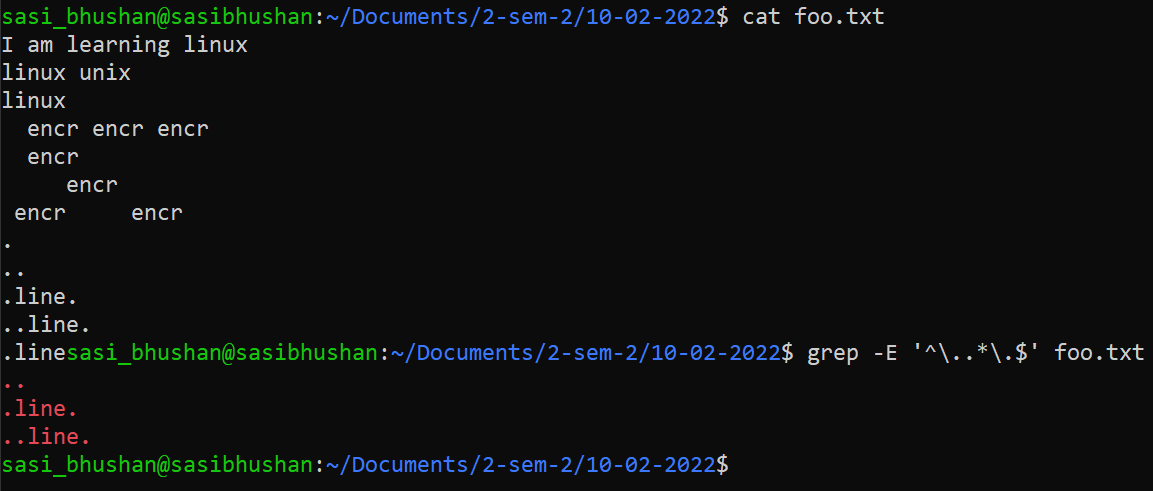 sasi_bhushan@sasibhushan:~/Documents/2-sem-2/10-02-2022$ cat foo.txt
I am learning linux
linux unix
linux
  encr encr encr
  encr
     encr
 encr     encr
.
..
.line.
..line.
.linesasi_bhushan@sasibhushan:~/Documents/2-sem-2/10-02-2022$ grep -E '^\..*\.$' foo.txt
..
.line.
..line.
sasi_bhushan@sasibhushan:~/Documents/2-sem-2/10-02-2022$